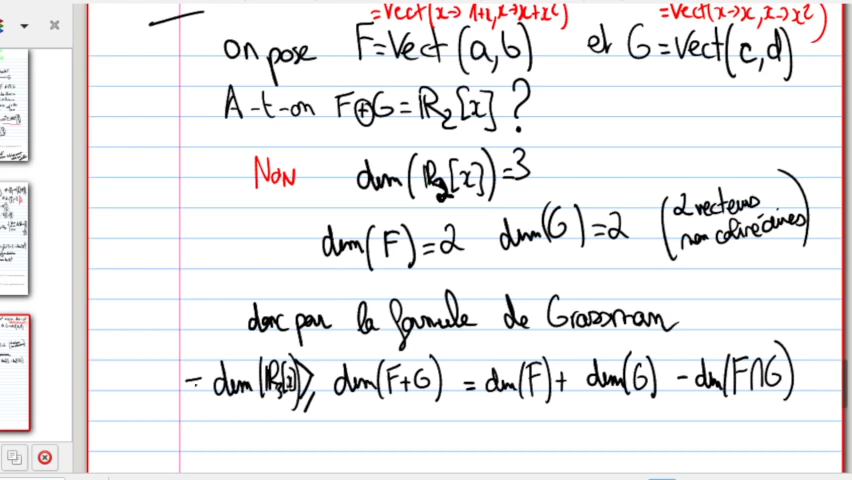 =Vect(x→1+x, x→x+x²) =Vect(x→x, x→x²)
on pose F=Vect(a,b) et G=Vect(c,d)
A-t-on F⊕G=ℝ₂[x] ?
Non dim(ℝ₂[x])=3
dim(F)=2 dim(G)=2 (2 vecteurs
non colinéaires)
donc par la formule de Grassman
dim(ℝ₂[x])⩾ dim(F+G) = dim(F)+ dim(G) - dim(F∩G)